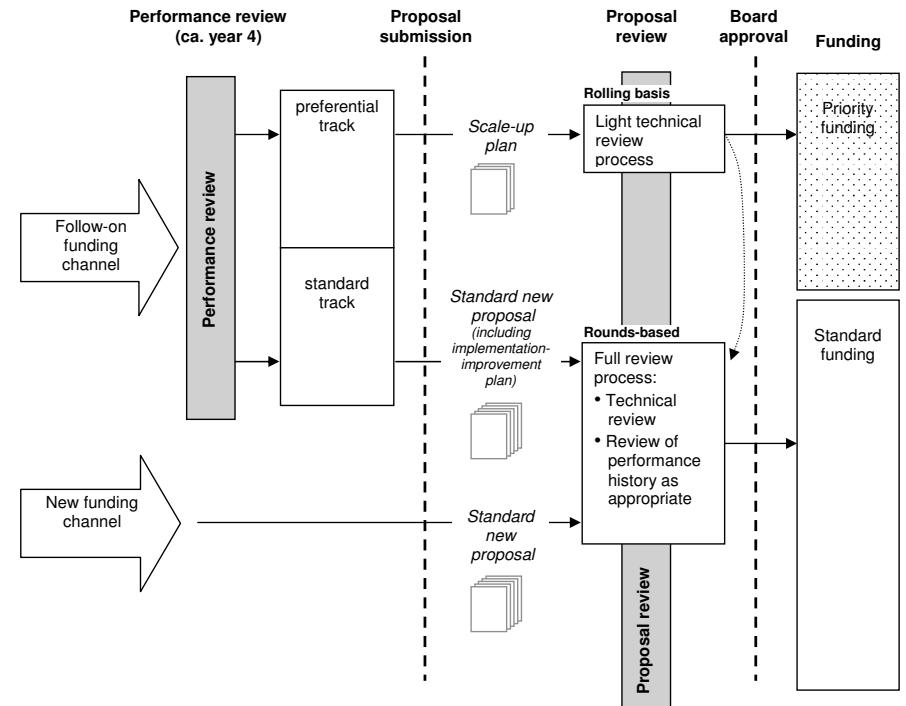 Performance review
(ca. year 4)
Proposal
submission
Proposal
review
Board
approval
Funding
Performance review
preferential
track
Scale-up
plan
Rolling basis
Light technical
review
process
Priority
funding
Follow-on
funding
channel
standard
track
Standard new
proposal
(including
implementation-
improvement
plan)
Rounds-based
Full review
process:
• Technical
review
• Review of
performance
history as
appropriate
Standard
funding
New funding
channel
Standard
new
proposal
Proposal review